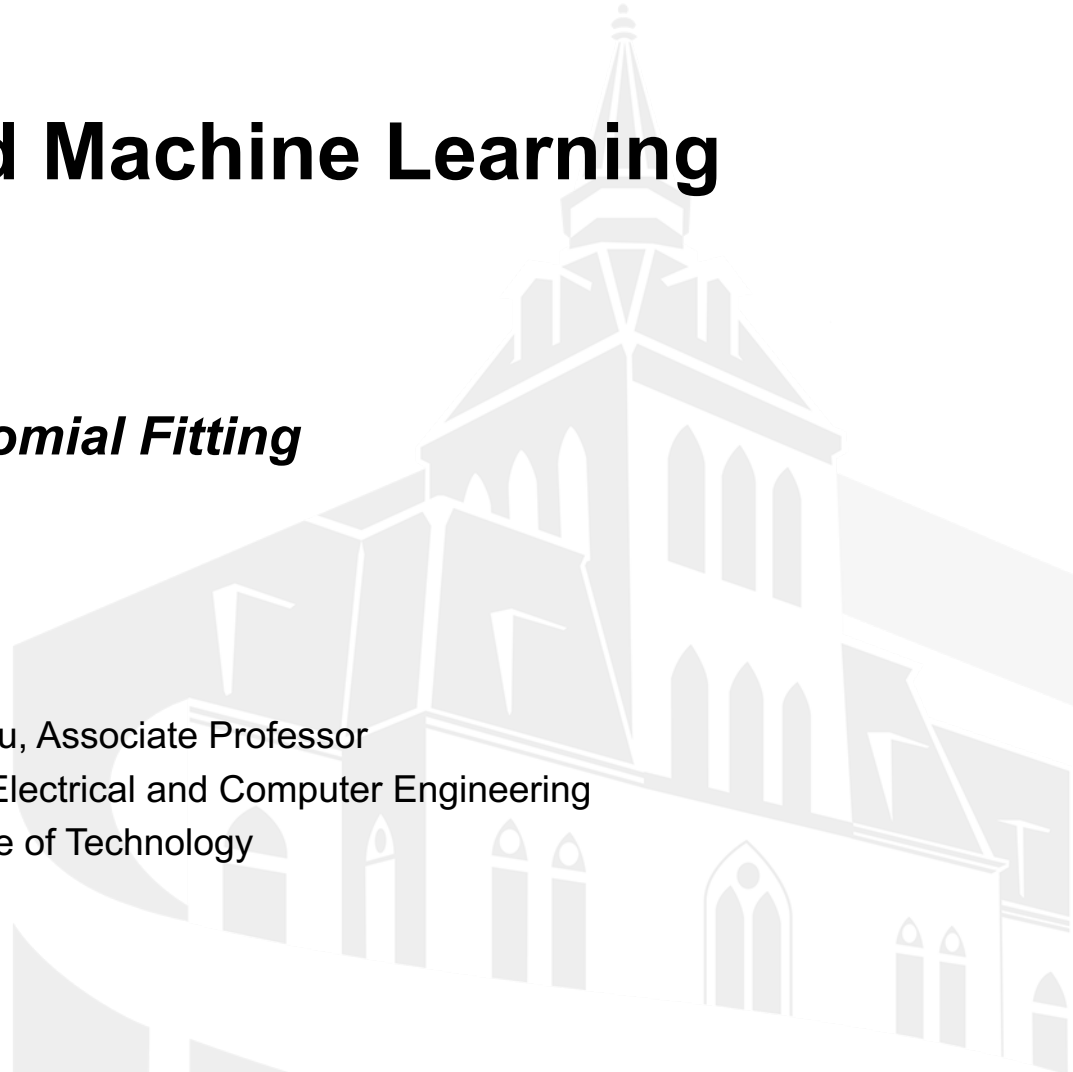 d Machine Learning
omial Fitting
u, Associate Professor
Electrical and Computer Engineering
e of Technology